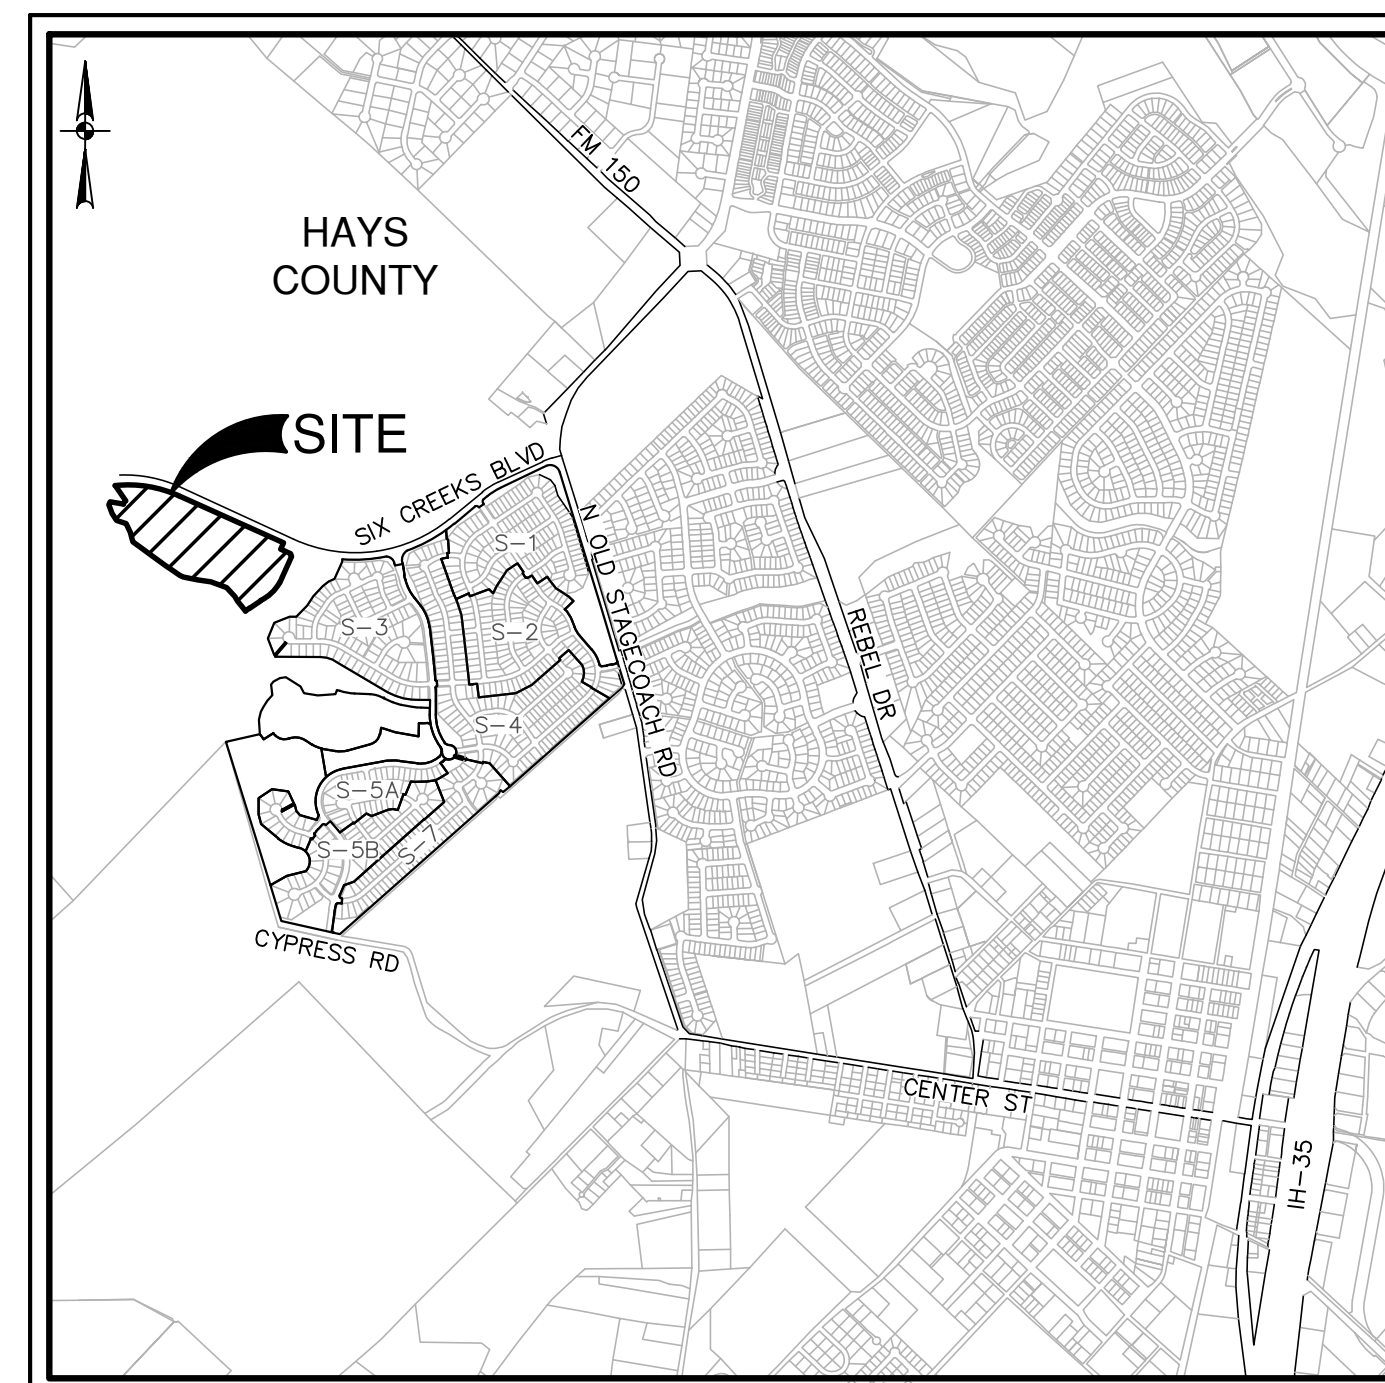 FM 150
HAYS
COUNTY
SITE
SIX CREEKS BLVD
N OLD STAGECOACH RD
S-1
S-2
S-3
REBEL DR
S-4
S-5A
S-7
S-5B
CYPRESS RD
CENTER ST
IH-35